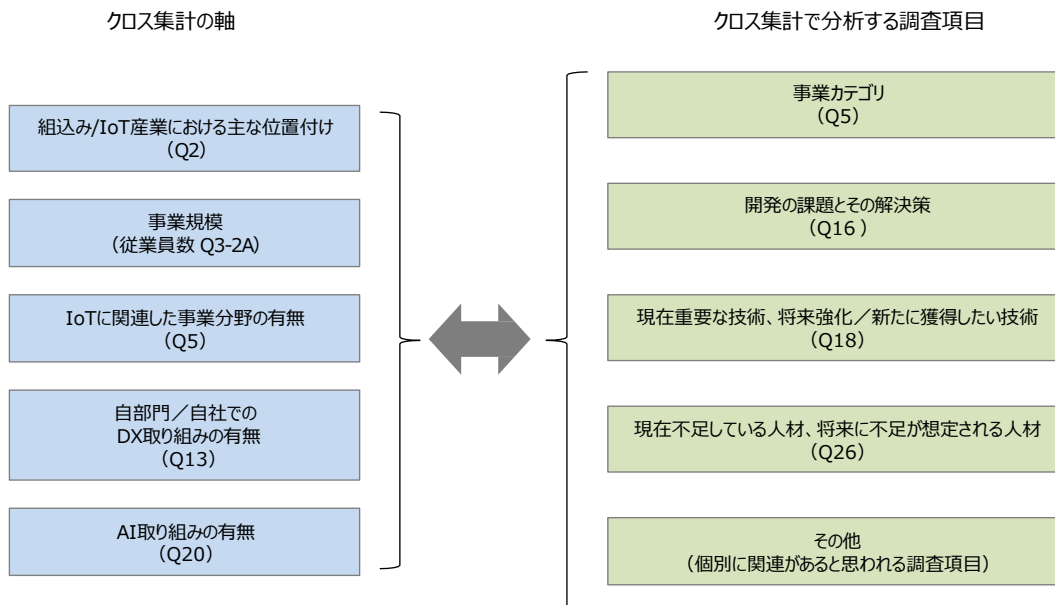 クロス集計の軸
組込み/IoT産業における主な位置付け
（Q2）
事業規模
（従業員数 Q3-2A）
IoTに関連した事業分野の有無
（Q5）
自部門／自社での
DX取り組みの有無
（Q13）
AI取り組みの有無
（Q20）
クロス集計で分析する調査項目
事業カテゴリ
（Q5）
開発の課題とその解決策
（Q16 ）
現在重要な技術、将来強化／新たに獲得したい技術
（Q18）
現在不足している人材、将来に不足が想定される人材
（Q26）
その他
（個別に関連があると思われる調査項目）